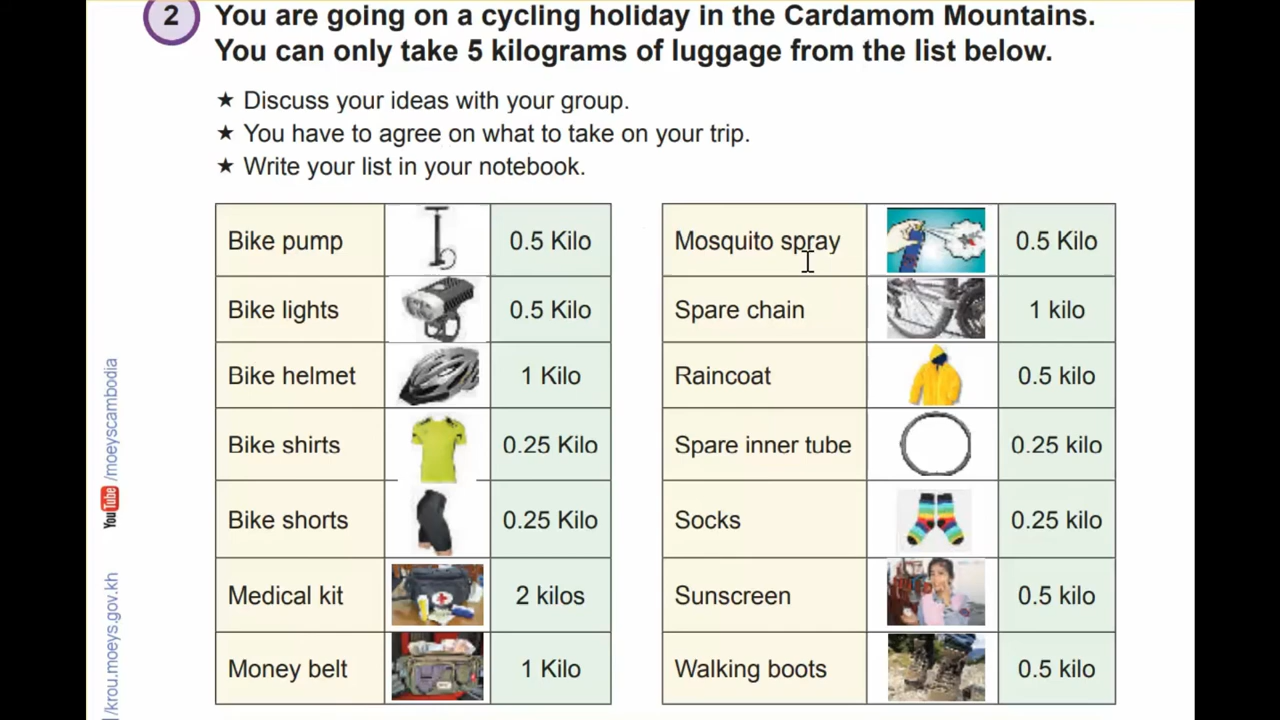 2
You are going on a cycling holiday in the Cardamom Mountains.
You can only take 5 kilograms of luggage from the list below.
★ Discuss your ideas with your group.
★ You have to agree on what to take on your trip.
★ Write your list in your notebook.
Bike pump 0.5 Kilo
Bike lights 0.5 Kilo
Bike helmet 1 Kilo
Bike shirts 0.25 Kilo
Bike shorts 0.25 Kilo
Medical kit 2 kilos
Money belt 1 Kilo
Mosquito spray 0.5 Kilo
Spare chain 1 kilo
Raincoat 0.5 kilo
Spare inner tube 0.25 kilo
Socks 0.25 kilo
Sunscreen 0.5 kilo
Walking boots 0.5 kilo
YouTube /moeyscambodia
/krou.moeys.gov.kh